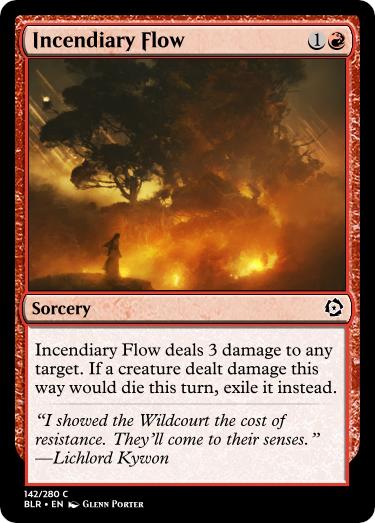 Incendiary Flow 1
Sorcery
Incendiary Flow deals 3 damage to any
target. If a creature dealt damage this
way would die this turn, exile it instead.
“I showed the Wildcourt the cost of
resistance. They’ll come to their senses.”
—Lichlord Kywon
142/280 C
BLR • EN Glenn Porter